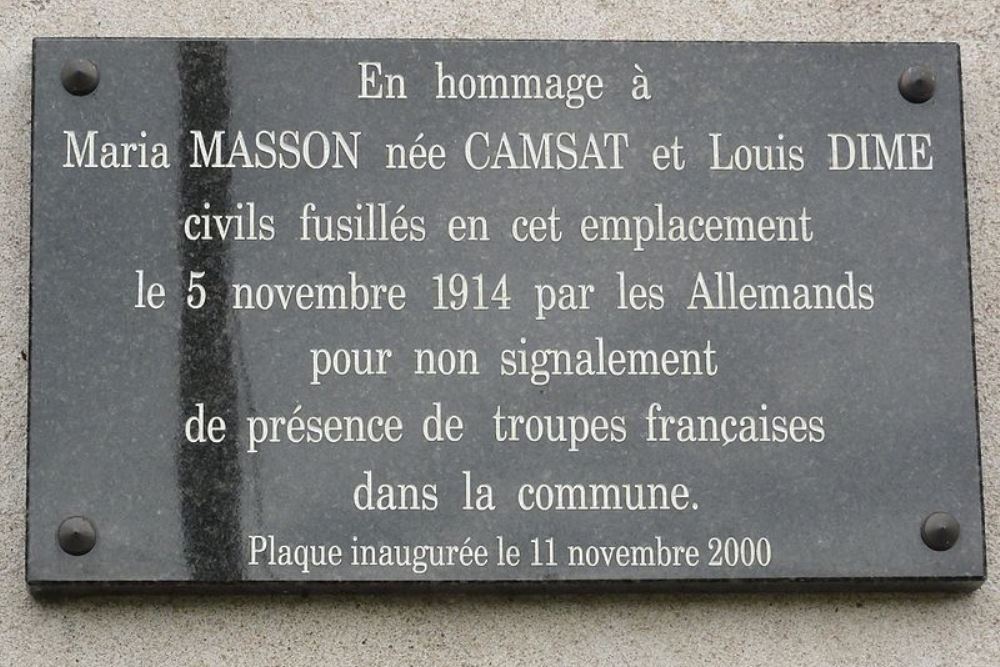 En hommage à
Maria MASSON née CAMSAT et Louis DIME
civils fusillés en cet emplacement
le 5 novembre 1914 par les Allemands
pour non signalement
de présence de troupes françaises
dans la commune.
Plaque inaugurée le 11 novembre 2000